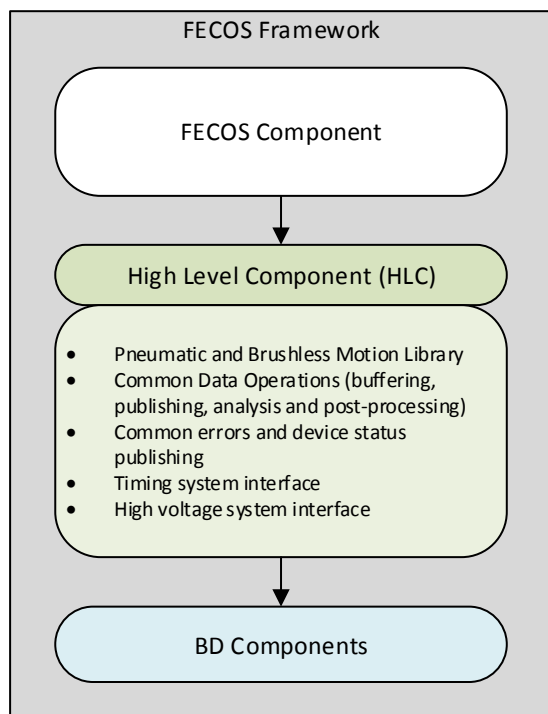 FECOS Framework
FECOS Component
High Level Component (HLC)
• Pneumatic and Brushless Motion Library
• Common Data Operations (buffering,
publishing, analysis and post-processing)
• Common errors and device status
publishing
• Timing system interface
• High voltage system interface
BD Components